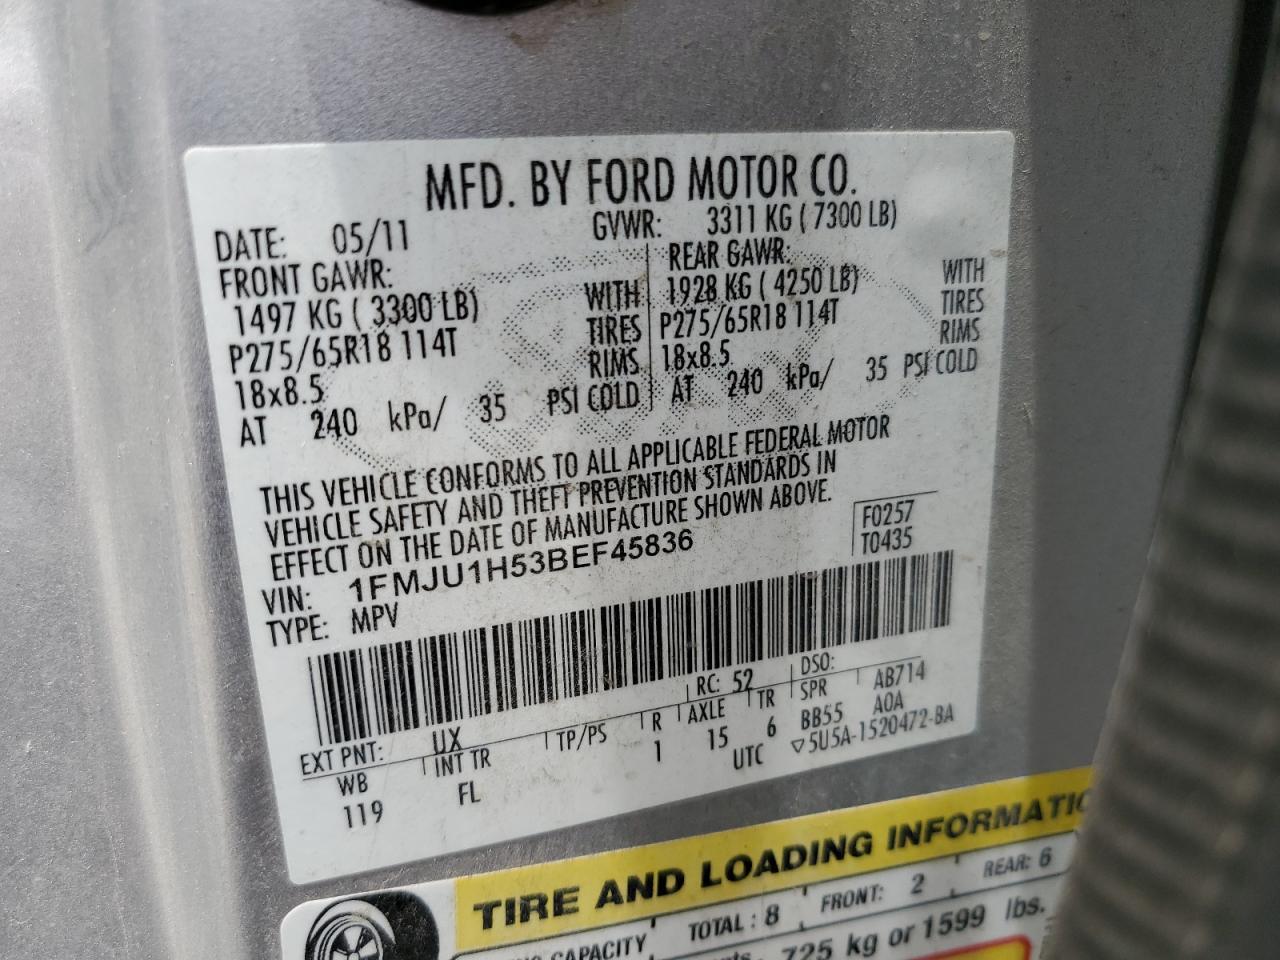 MFD. BY FORD MOTOR CO.
DATE: 05/11 GVWR: 3311 KG ( 7300 LB)
FRONT GAWR: REAR GAWR:
1497 KG ( 3300 LB) WITH 1928 KG ( 4250 LB) WITH
P275/65R18 114T TIRES P275/65R18 114T TIRES
18x8.5 RIMS 18x8.5 RIMS
AT 240 kPa/ 35 PSI COLD AT 240 kPa/ 35 PSI COLD
THIS VEHICLE CONFORMS TO ALL APPLICABLE FEDERAL MOTOR
VEHICLE SAFETY AND THEFT PREVENTION STANDARDS IN
EFFECT ON THE DATE OF MANUFACTURE SHOWN ABOVE.
VIN: 1FMJU1H53BEF45836 F0257
TYPE: MPV T0435
EXT PNT: UX RC: 52 DSO:
WB INT TR TP/PS R AXLE TR SPR AB714
119 FL 1 15 6 BB55 A0A
UTC ▽5U5A-1520472-BA
TIRE AND LOADING
TOTAL : 8 FRONT: 2 REAR: 6
CAPACITY
725 kg or 1599 lbs.